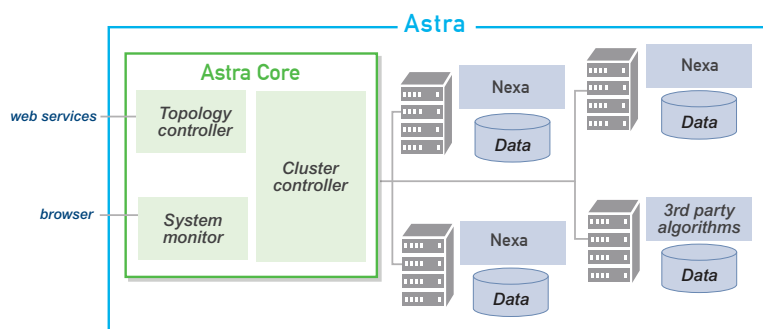 Astra
Astra Core
web services
Topology
controller
Cluster
controller
browser
System
monitor
Nexa
Data
Nexa
Data
Nexa
Data
3rd party
algorithms
Data